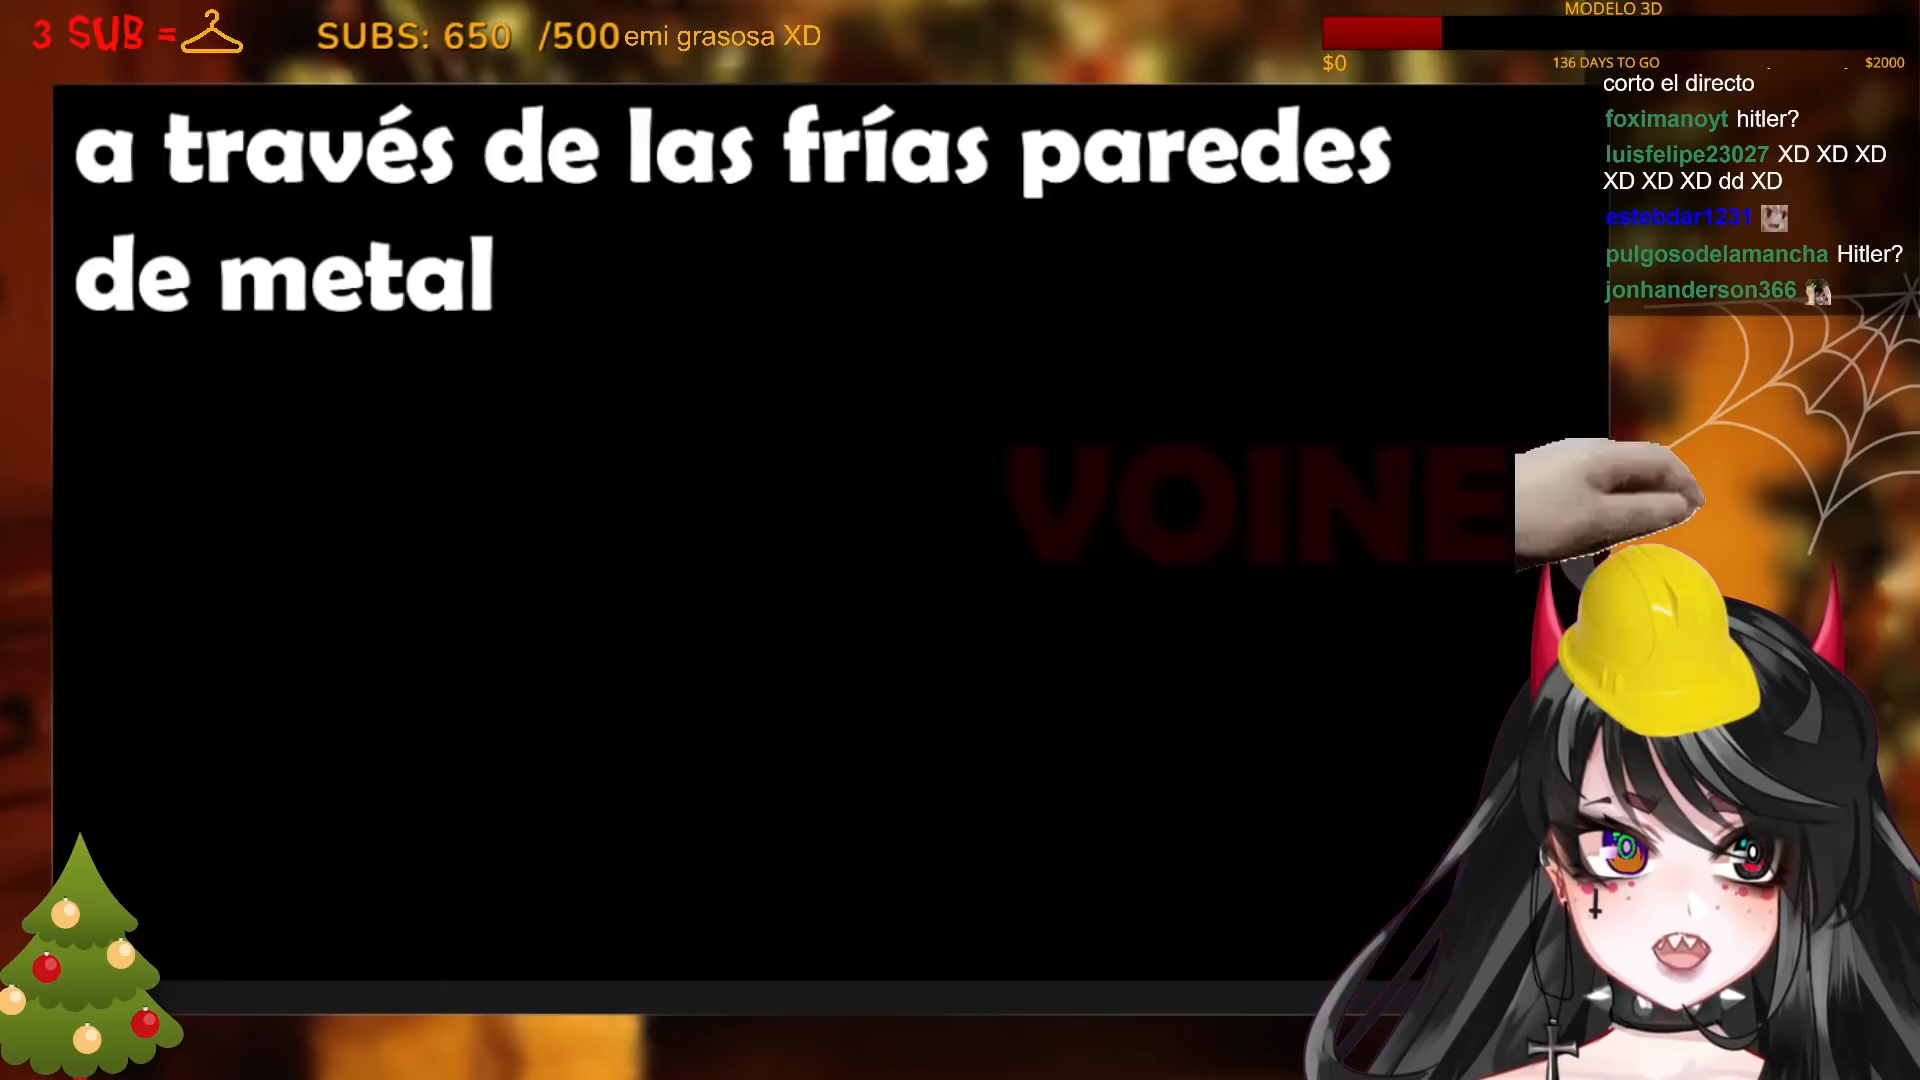 3 SUB =
SUBS: 650 /500 emi grasosa XD
MODELO 3D
$0 136 DAYS TO GO $2000
a través de las frías paredes
de metal
VOINE
corto el directo
foximanoyt hitler?
luisfelipe23027 XD XD XD
XD XD XD dd XD
estebdar1231
pulgosodelamancha Hitler?
jonhanderson366